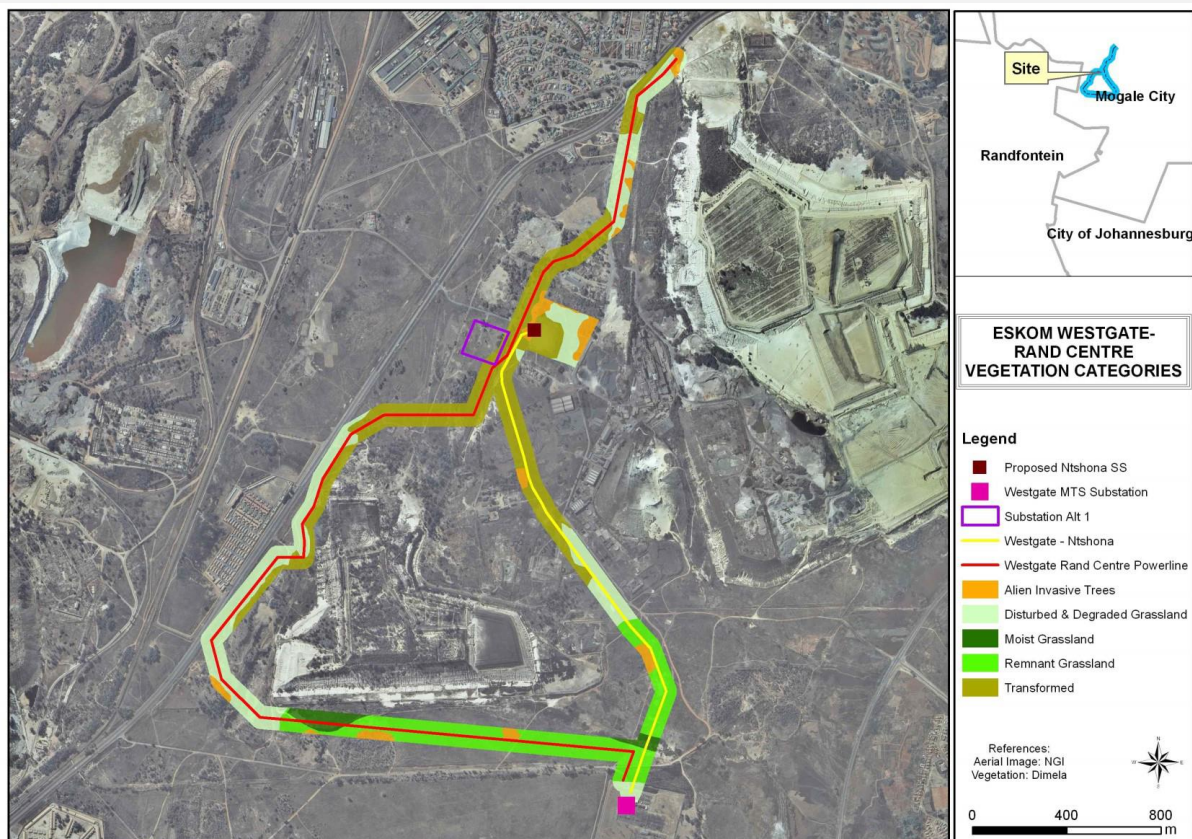 Site
Mogale City
Randfontein
City of Johannesburg
ESKOM WESTGATE-
RAND CENTRE
VEGETATION CATEGORIES
Legend
Proposed Ntshona SS
Westgate MTS Substation
Substation Alt 1
Westgate - Ntshona
Westgate Rand Centre Powerline
Alien Invasive Trees
Disturbed & Degraded Grassland
Moist Grassland
Remnant Grassland
Transformed
References:
Aerial Image: NGI
Vegetation: Dimela
N
W
E
S
0 400 800
m